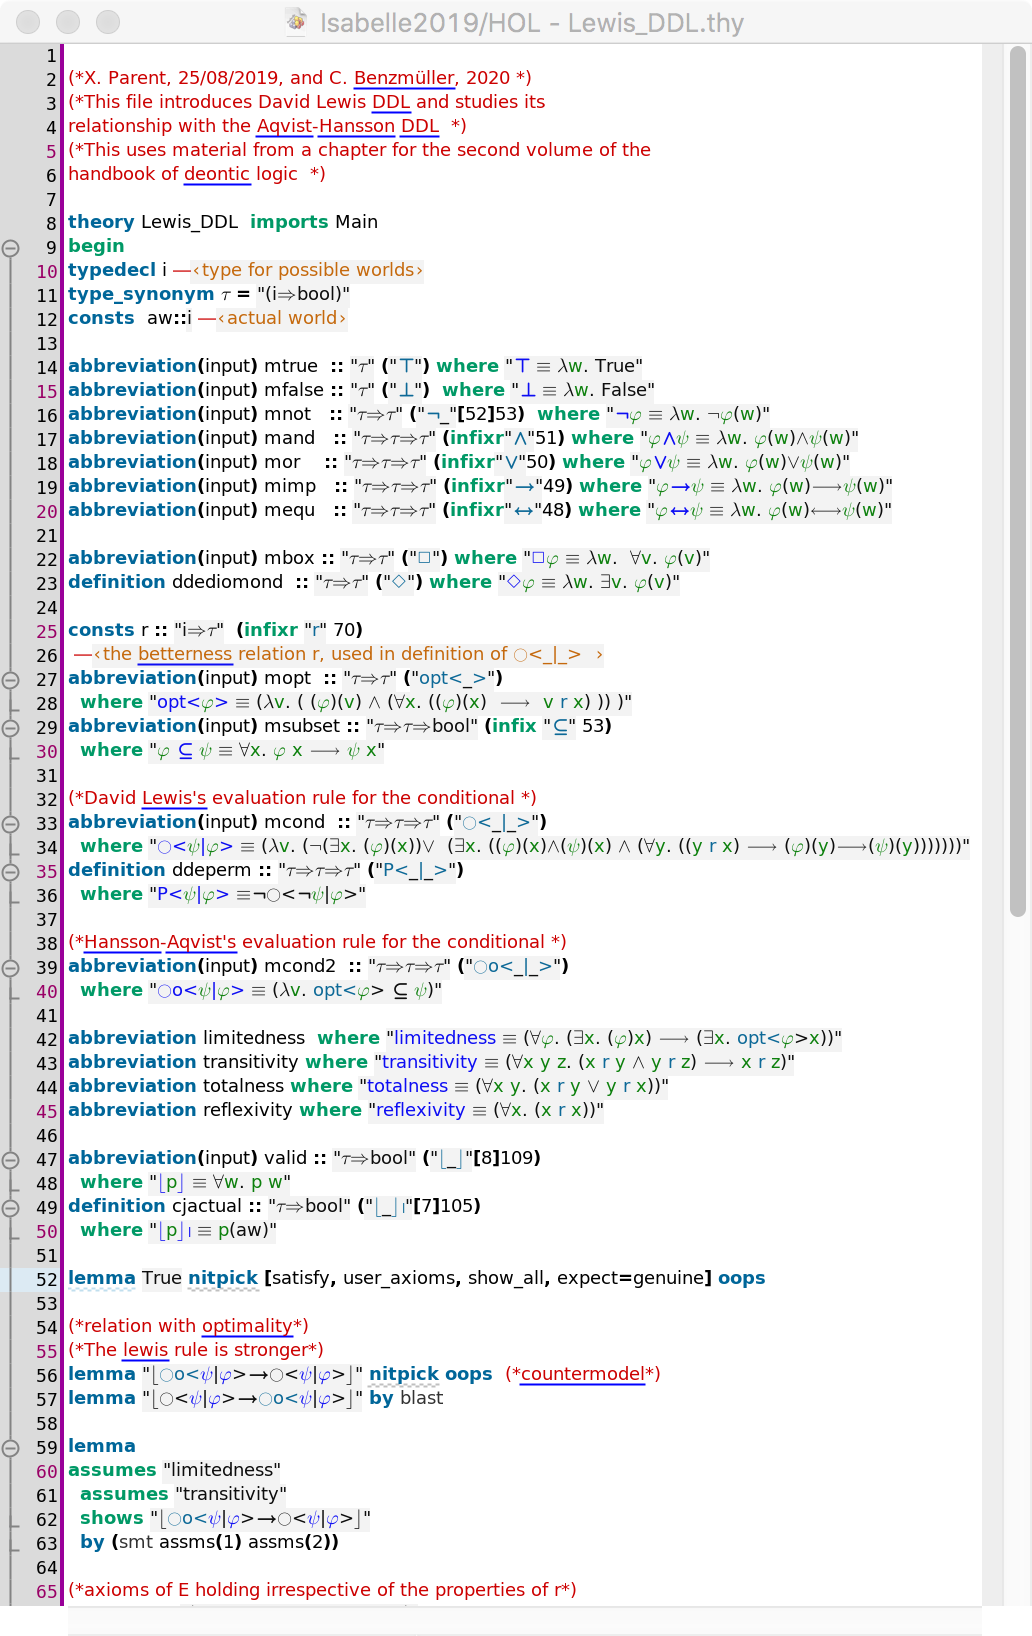 Isabelle2019/HOL - Lewis_DDL.thy
1
2 (*X. Parent, 25/08/2019, and C. Benzmüller, 2020 *)
3 (*This file introduces David Lewis DDL and studies its
4 relationship with the Aqvist-Hansson DDL  *)
5 (*This uses material from a chapter for the second volume of the
6 handbook of deontic logic  *)
7
8 theory Lewis_DDL  imports Main
9 begin
10 typedecl i —‹type for possible worlds›
11 type_synonym τ = "(i⇒bool)"
12 consts  aw::i —‹actual world›
13
14 abbreviation(input) mtrue  :: "τ" ("⊤") where "⊤ ≡ λw. True"
15 abbreviation(input) mfalse :: "τ" ("⊥")  where "⊥ ≡ λw. False"
16 abbreviation(input) mnot   :: "τ⇒τ" ("¬_"[52]53)  where "¬φ ≡ λw. ¬φ(w)"
17 abbreviation(input) mand   :: "τ⇒τ⇒τ" (infixr"∧"51) where "φ∧ψ ≡ λw. φ(w)∧ψ(w)"
18 abbreviation(input) mor    :: "τ⇒τ⇒τ" (infixr"∨"50) where "φ∨ψ ≡ λw. φ(w)∨ψ(w)"
19 abbreviation(input) mimp   :: "τ⇒τ⇒τ" (infixr"→"49) where "φ→ψ ≡ λw. φ(w)⟶ψ(w)"
20 abbreviation(input) mequ   :: "τ⇒τ⇒τ" (infixr"↔"48) where "φ↔ψ ≡ λw. φ(w)⟷ψ(w)"
21
22 abbreviation(input) mbox :: "τ⇒τ" ("□") where "□φ ≡ λw.  ∀v. φ(v)"
23 definition ddediomond  :: "τ⇒τ" ("◇") where "◇φ ≡ λw. ∃v. φ(v)"
24
25 consts r :: "i⇒τ"  (infixr "r" 70)
26  —‹the betterness relation r, used in definition of ○<_|_>  ›
27 abbreviation(input) mopt  :: "τ⇒τ" ("opt<_>")
28   where "opt<φ> ≡ (λv. ( (φ)(v) ∧ (∀x. ((φ)(x)  ⟶  v r x) )) )"
29 abbreviation(input) msubset :: "τ⇒τ⇒bool" (infix "⊆" 53)
30   where "φ ⊆ ψ ≡ ∀x. φ x ⟶ ψ x"
31
32 (*David Lewis's evaluation rule for the conditional *)
33 abbreviation(input) mcond  :: "τ⇒τ⇒τ" ("○<_|_>")
34   where "○<ψ|φ> ≡ (λv. (¬(∃x. (φ)(x))∨  (∃x. ((φ)(x)∧(ψ)(x) ∧ (∀y. ((y r x) ⟶ (φ)(y)⟶(ψ)(y)))))))"
35 definition ddeperm :: "τ⇒τ⇒τ" ("P<_|_>")
36   where "P<ψ|φ> ≡¬○<¬ψ|φ>"
37
38 (*Hansson-Aqvist's evaluation rule for the conditional *)
39 abbreviation(input) mcond2  :: "τ⇒τ⇒τ" ("○o<_|_>")
40   where "○o<ψ|φ> ≡ (λv. opt<φ> ⊆ ψ)"
41
42 abbreviation limitedness  where "limitedness ≡ (∀φ. (∃x. (φ)x) ⟶ (∃x. opt<φ>x))"
43 abbreviation transitivity where "transitivity ≡ (∀x y z. (x r y ∧ y r z) ⟶ x r z)"
44 abbreviation totalness where "totalness ≡ (∀x y. (x r y ∨ y r x))"
45 abbreviation reflexivity where "reflexivity ≡ (∀x. (x r x))"
46
47 abbreviation(input) valid :: "τ⇒bool" ("⌊_⌋"[8]109)
48   where "⌊p⌋ ≡ ∀w. p w"
49 definition cjactual :: "τ⇒bool" ("⌊_⌋ₗ"[7]105)
50   where "⌊p⌋ₗ ≡ p(aw)"
51
52 lemma True nitpick [satisfy, user_axioms, show_all, expect=genuine] oops
53
54 (*relation with optimality*)
55 (*The lewis rule is stronger*)
56 lemma "⌊○o<ψ|φ>→○<ψ|φ>⌋" nitpick oops  (*countermodel*)
57 lemma "⌊○<ψ|φ>→○o<ψ|φ>⌋" by blast
58
59 lemma
60 assumes "limitedness"
61   assumes "transitivity"
62   shows "⌊○o<ψ|φ>→○<ψ|φ>⌋"
63   by (smt assms(1) assms(2))
64
65 (*axioms of E holding irrespective of the properties of r*)